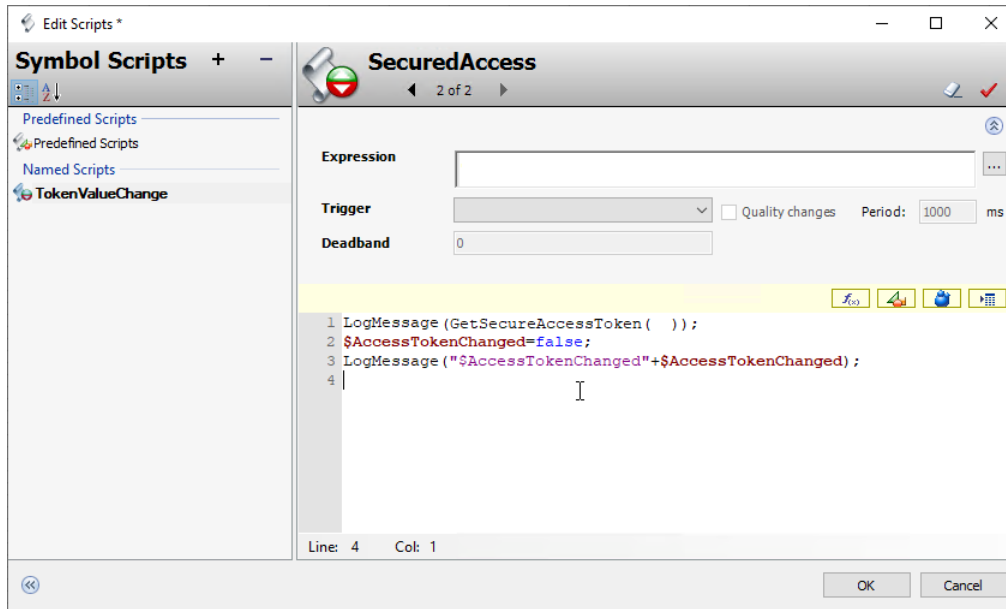 Edit Scripts *
Symbol Scripts + −
Predefined Scripts
Predefined Scripts
Named Scripts
TokenValueChange
SecuredAccess
2 of 2
Expression
...
Trigger
Quality changes Period: 1000 ms
Deadband 0
f(x)
1 LogMessage(GetSecureAccessToken(  ));
2 $AccessTokenChanged=false;
3 LogMessage("$AccessTokenChanged"+$AccessTokenChanged);
4
Line: 4 Col: 1
OK Cancel